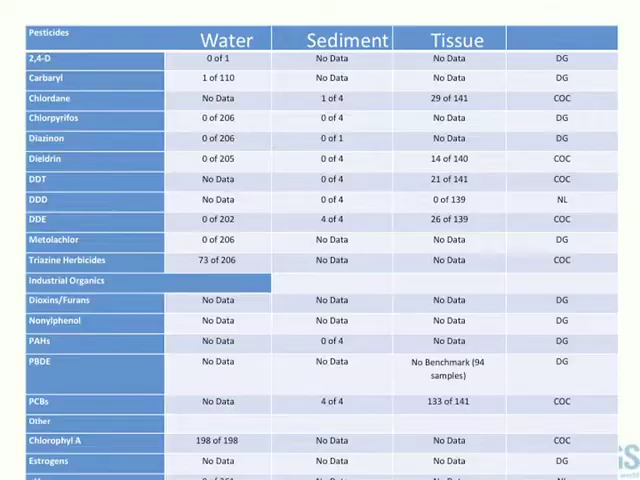 Pesticides Water Sediment Tissue
2,4-D 0 of 1 No Data No Data DG
Carbaryl 1 of 110 No Data No Data DG
Chlordane No Data 1 of 4 29 of 141 COC
Chlorpyrifos 0 of 206 0 of 4 No Data DG
Diazinon 0 of 206 0 of 1 No Data DG
Dieldrin 0 of 205 0 of 4 14 of 140 COC
DDT No Data 0 of 4 21 of 141 COC
DDD No Data 0 of 4 0 of 139 NL
DDE 0 of 202 4 of 4 26 of 139 COC
Metolachlor 0 of 206 No Data No Data DG
Triazine Herbicides 73 of 206 No Data No Data COC
Industrial Organics
Dioxins/Furans No Data No Data No Data DG
Nonylphenol No Data No Data No Data DG
PAHs No Data 0 of 4 No Data DG
PBDE No Data No Data No Benchmark (94
samples) DG
PCBs No Data 4 of 4 133 of 141 COC
Other
Chlorophyl A 198 of 198 No Data No Data COC
Estrogens No Data No Data No Data DG